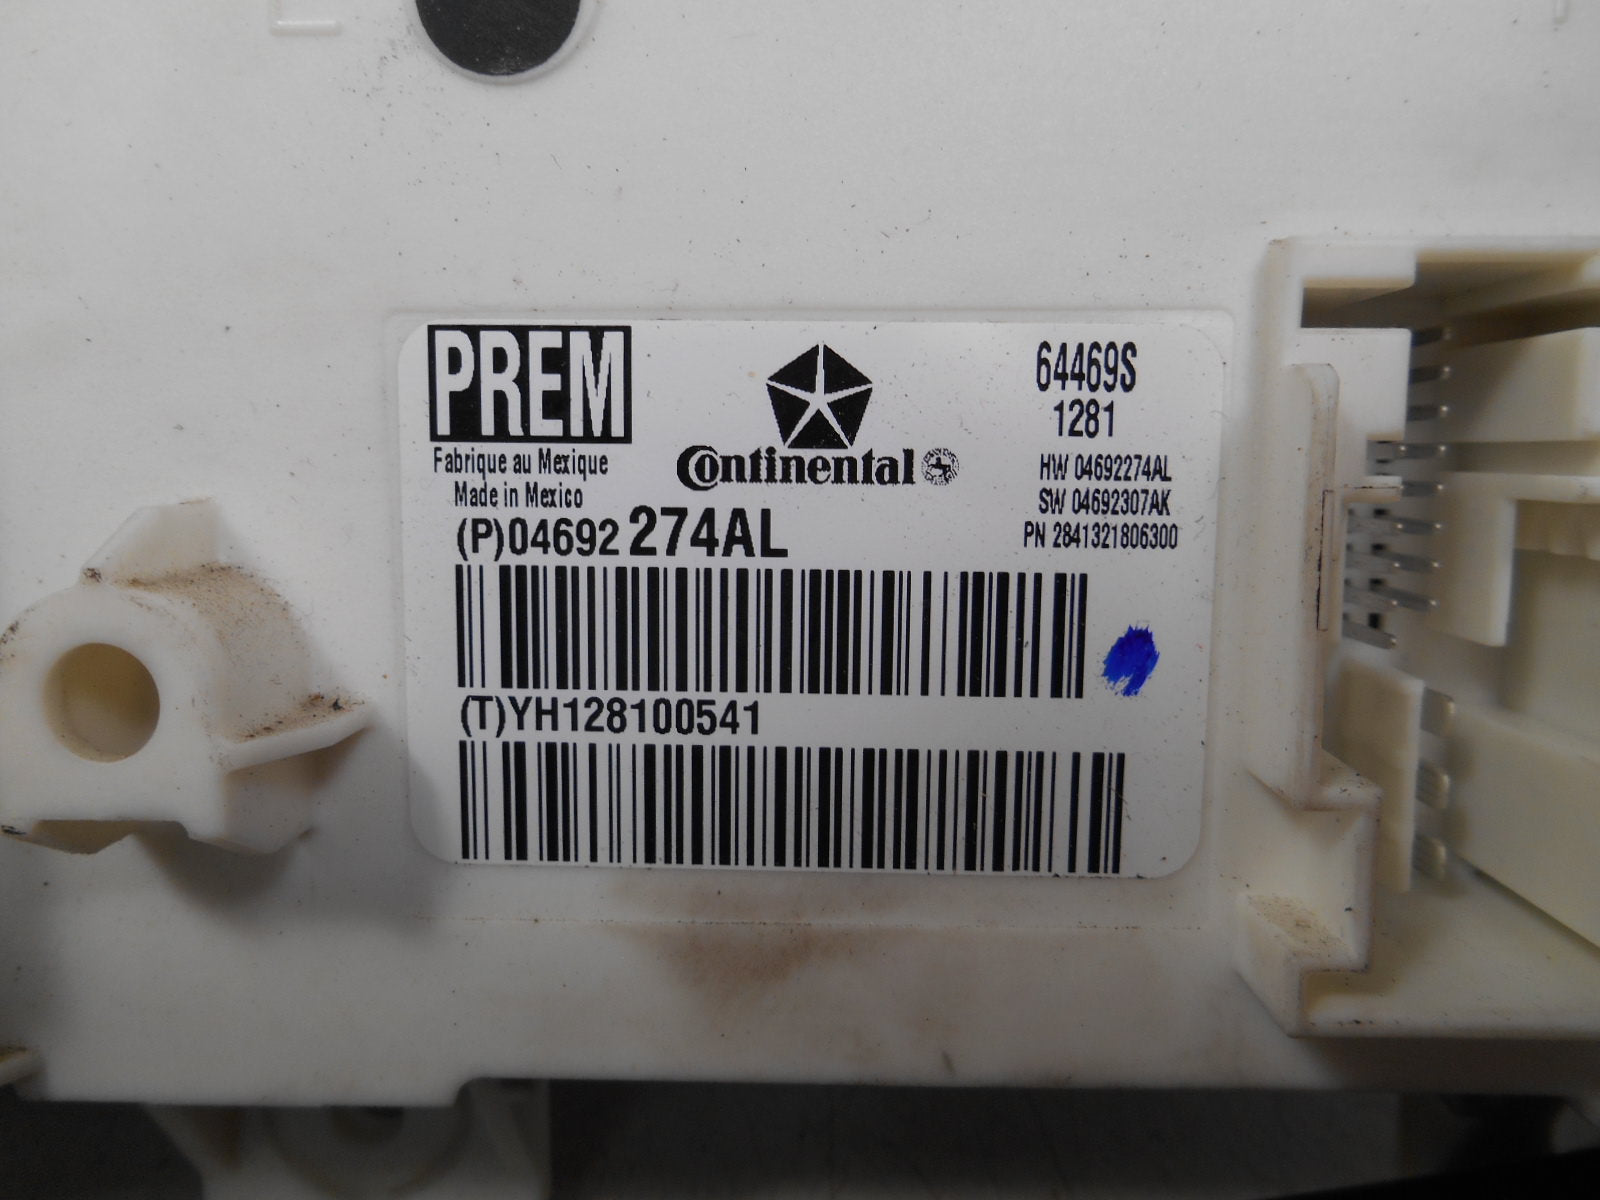 PREM
Fabrique au Mexique
Made in Mexico
Continental
64469S
1281
HW 04692274AL
SW 04692307AK
PN 2841321806300
(P)04692 274AL
(T)YH128100541